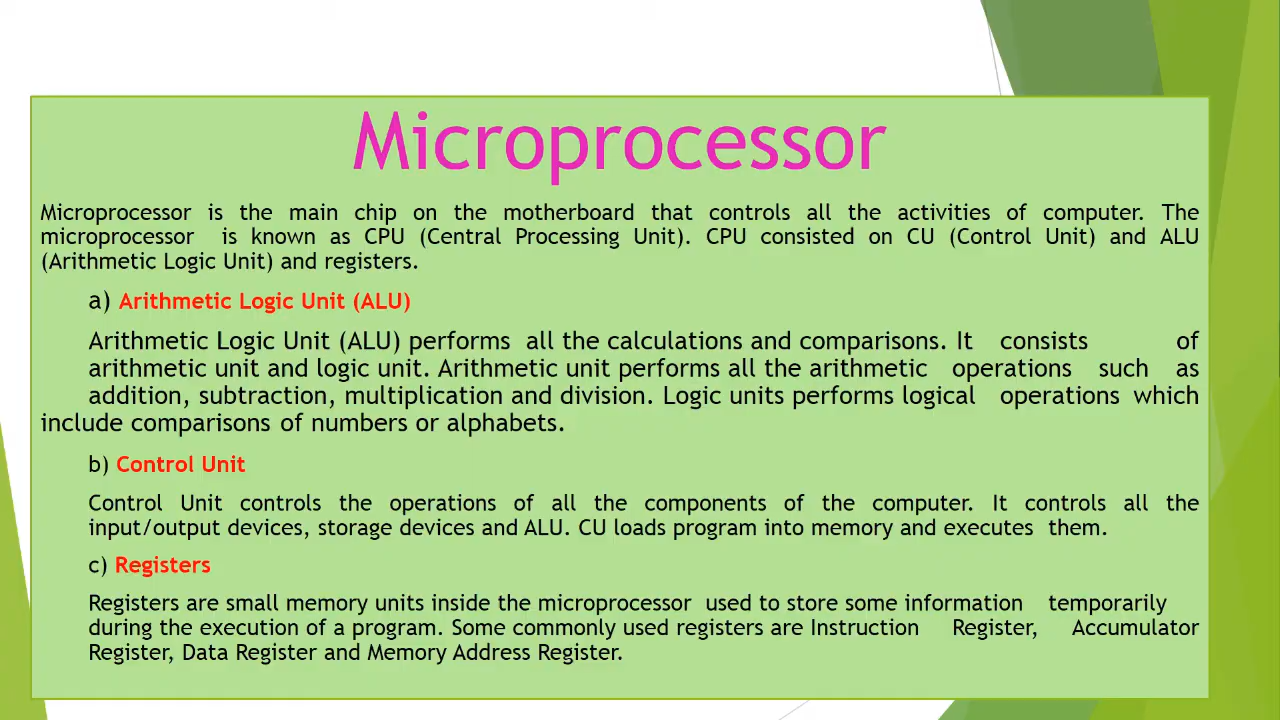 Microprocessor
Microprocessor is the main chip on the motherboard that controls all the activities of computer. The
microprocessor is known as CPU (Central Processing Unit). CPU consisted on CU (Control Unit) and ALU
(Arithmetic Logic Unit) and registers.
a) Arithmetic Logic Unit (ALU)
Arithmetic Logic Unit (ALU) performs all the calculations and comparisons. It consists of
arithmetic unit and logic unit. Arithmetic unit performs all the arithmetic operations such as
addition, subtraction, multiplication and division. Logic units performs logical operations which
include comparisons of numbers or alphabets.
b) Control Unit
Control Unit controls the operations of all the components of the computer. It controls all the
input/output devices, storage devices and ALU. CU loads program into memory and executes them.
c) Registers
Registers are small memory units inside the microprocessor used to store some information temporarily
during the execution of a program. Some commonly used registers are Instruction Register, Accumulator
Register, Data Register and Memory Address Register.